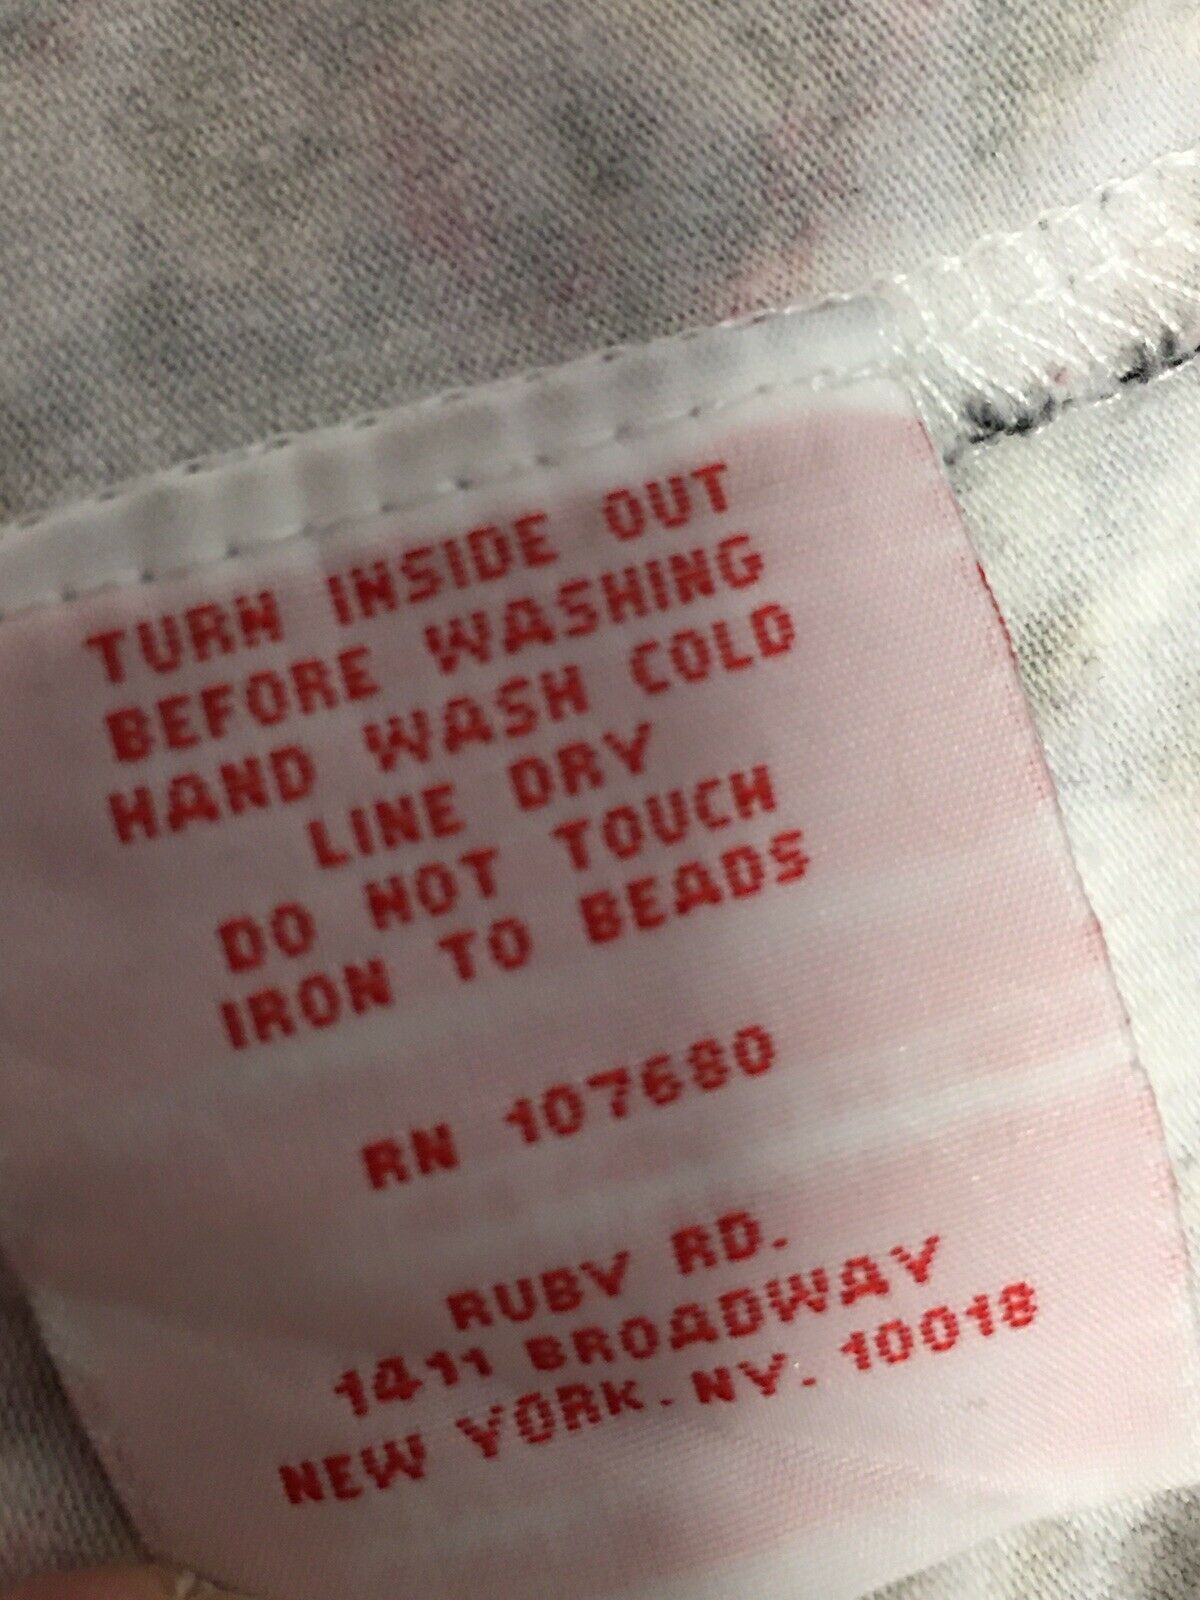 TURN INSIDE OUT
BEFORE WASHING
HAND WASH COLD
LINE DRY
DO NOT TOUCH
IRON TO BEADS
RN 107680
RUBY RD.
1411 BROADWAY
NEW YORK. NY. 10018